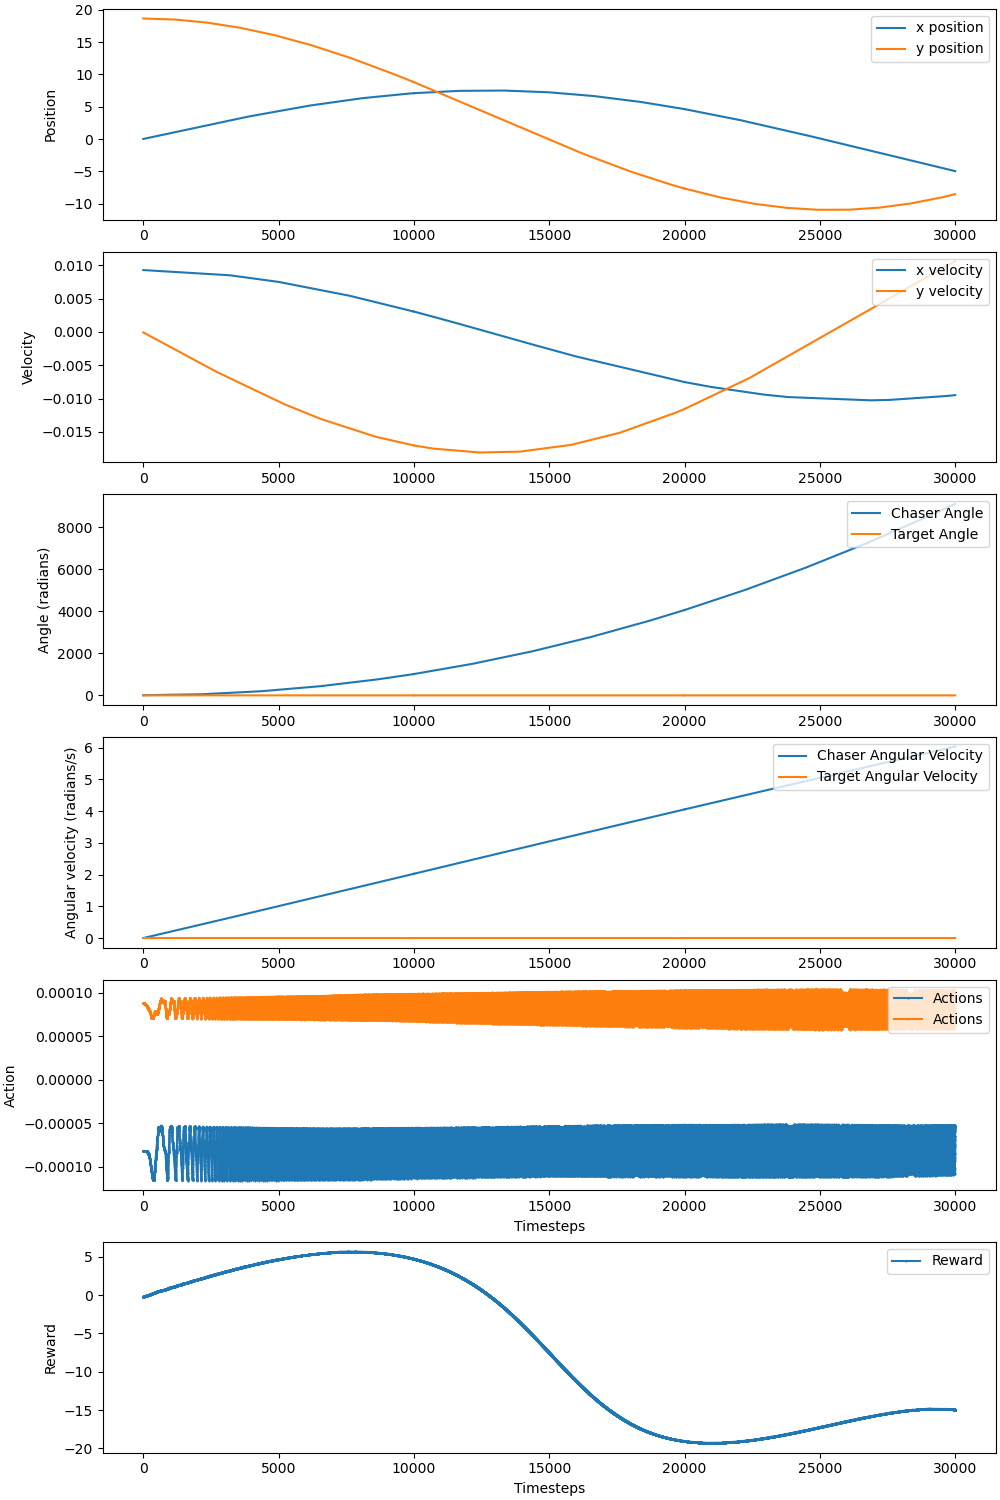 20
15
10
5
0
−5
−10
Position
x position
y position
0 5000 10000 15000 20000 25000 30000
0.010
0.005
0.000
−0.005
−0.010
−0.015
Velocity
x velocity
y velocity
0 5000 10000 15000 20000 25000 30000
8000
6000
4000
2000
0
Angle (radians)
Chaser Angle
Target Angle
0 5000 10000 15000 20000 25000 30000
6
5
4
3
2
1
0
Angular velocity (radians/s)
Chaser Angular Velocity
Target Angular Velocity
0 5000 10000 15000 20000 25000 30000
0.00010
0.00005
0.00000
−0.00005
−0.00010
Action
Actions
Actions
0 5000 10000 15000 20000 25000 30000
Timesteps
5
0
−5
−10
−15
−20
Reward
Reward
0 5000 10000 15000 20000 25000 30000
Timesteps